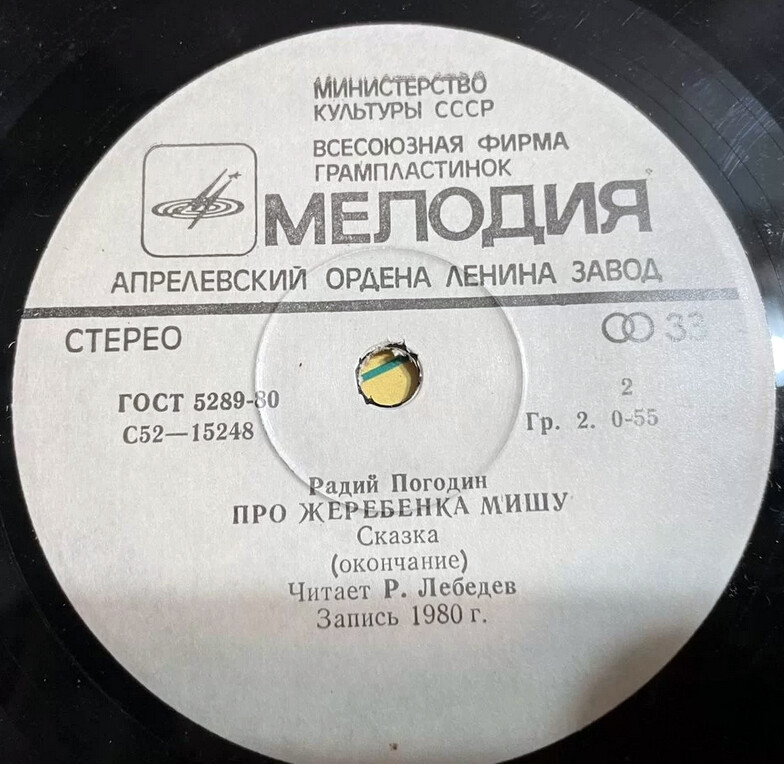 МИНИСТЕРСТВО
КУЛЬТУРЫ СССР
ВСЕСОЮЗНАЯ ФИРМА
ГРАМПЛАСТИНОК
МЕЛОДИЯ
АПРЕЛЕВСКИЙ ОРДЕНА ЛЕНИНА ЗАВОД
СТЕРЕО
33
ГОСТ 5289-80
С52—15248
2
Гр. 2. 0-55
Радий Погодин
ПРО ЖЕРЕБЕНКА МИШУ
Сказка
(окончание)
Читает Р. Лебедев
Запись 1980 г.